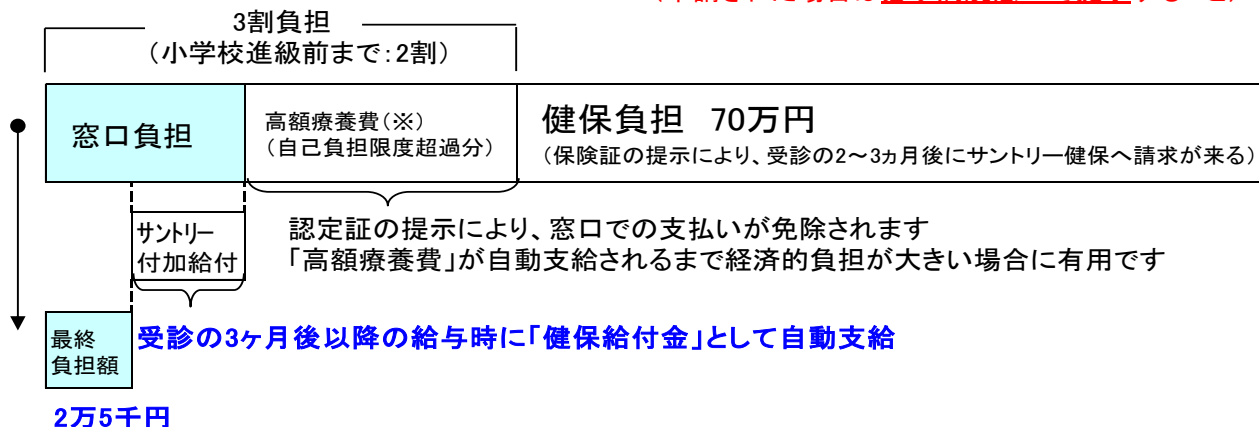 3割負担
（小学校進級前まで:2割）
窓口負担
高額療養費（※）
（自己負担限度超過分）
健保負担 70万円
（保険証の提示により、受診の2～3ヵ月後にサントリー健保へ請求が来る）
サントリー
付加給付
認定証の提示により、窓口での支払いが免除されます
「高額療養費」が自動支給されるまで経済的負担が大きい場合に有用です
最終
負担額
受診の3ヶ月後以降の給与時に「健保給付金」として自動支給
2万5千円